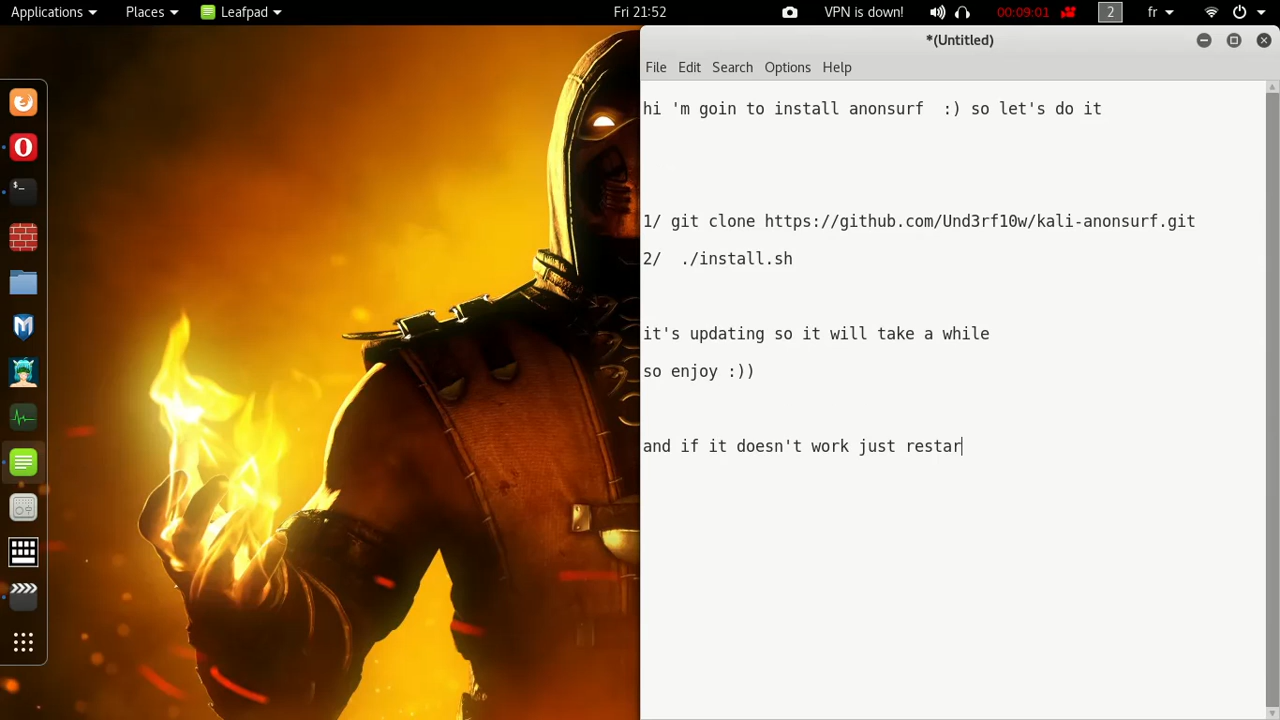 Applications Places Leafpad Fri 21:52 VPN is down! 00:09:01 2 fr
*(Untitled)
File Edit Search Options Help
hi 'm goin to install anonsurf  :) so let's do it
1/ git clone https://github.com/Und3rf10w/kali-anonsurf.git
2/  ./install.sh
it's updating so it will take a while
so enjoy :))
and if it doesn't work just restar